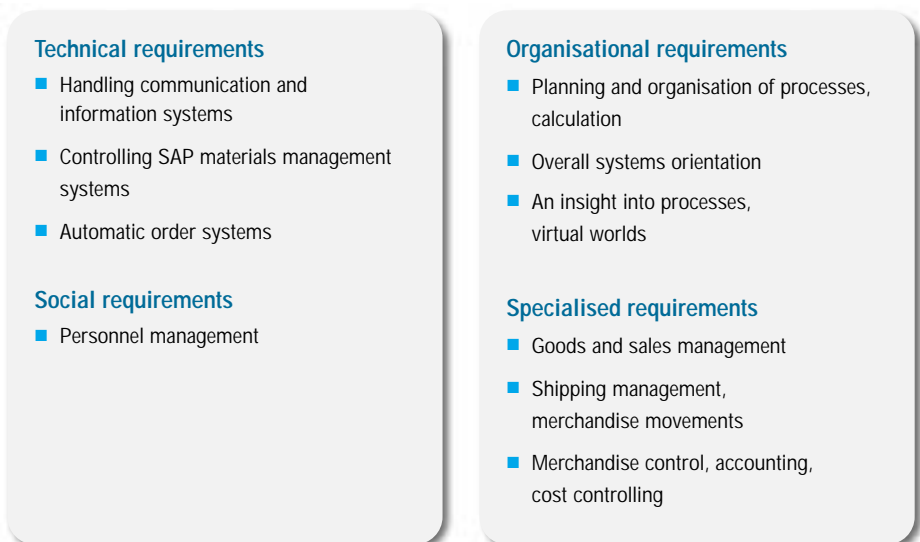 Technical requirements
Handling communication and
information systems
Controlling SAP materials management
systems
Automatic order systems
Social requirements
Personnel management
Organisational requirements
Planning and organisation of processes,
calculation
Overall systems orientation
An insight into processes,
virtual worlds
Specialised requirements
Goods and sales management
Shipping management,
merchandise movements
Merchandise control, accounting,
cost controlling